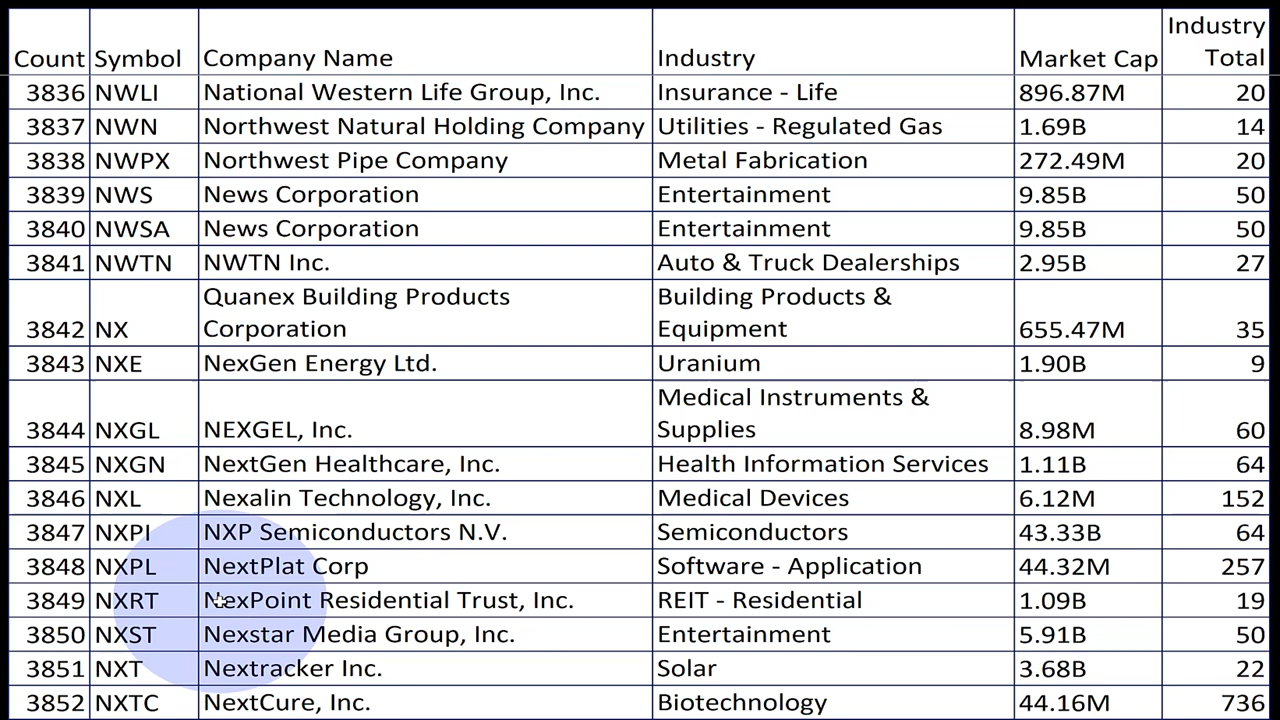 Count Symbol Company Name Industry Market Cap Industry Total
3836 NWLI National Western Life Group, Inc. Insurance - Life 896.87M 20
3837 NWN Northwest Natural Holding Company Utilities - Regulated Gas 1.69B 14
3838 NWPX Northwest Pipe Company Metal Fabrication 272.49M 20
3839 NWS News Corporation Entertainment 9.85B 50
3840 NWSA News Corporation Entertainment 9.85B 50
3841 NWTN NWTN Inc. Auto & Truck Dealerships 2.95B 27
3842 NX Quanex Building Products Corporation Building Products & Equipment 655.47M 35
3843 NXE NexGen Energy Ltd. Uranium 1.90B 9
3844 NXGL NEXGEL, Inc. Medical Instruments & Supplies 8.98M 60
3845 NXGN NextGen Healthcare, Inc. Health Information Services 1.11B 64
3846 NXL Nexalin Technology, Inc. Medical Devices 6.12M 152
3847 NXPI NXP Semiconductors N.V. Semiconductors 43.33B 64
3848 NXPL NextPlat Corp Software - Application 44.32M 257
3849 NXRT NexPoint Residential Trust, Inc. REIT - Residential 1.09B 19
3850 NXST Nexstar Media Group, Inc. Entertainment 5.91B 50
3851 NXT Nextracker Inc. Solar 3.68B 22
3852 NXTC NextCure, Inc. Biotechnology 44.16M 736